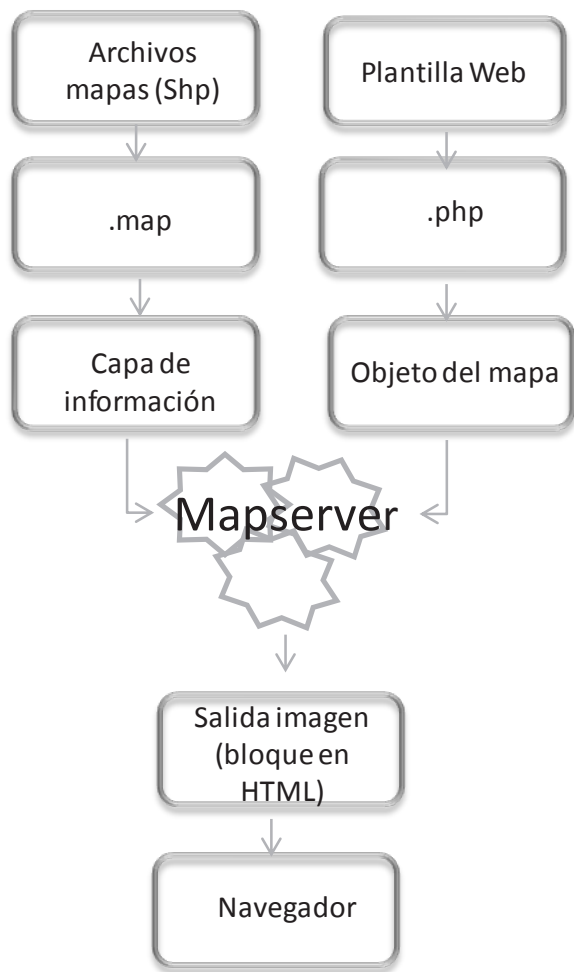 Archivos
mapas (Shp)
.map
Capa de
información
Plantilla Web
.php
Objeto del mapa
Mapserver
Salida imagen
(bloque en
HTML)
Navegador